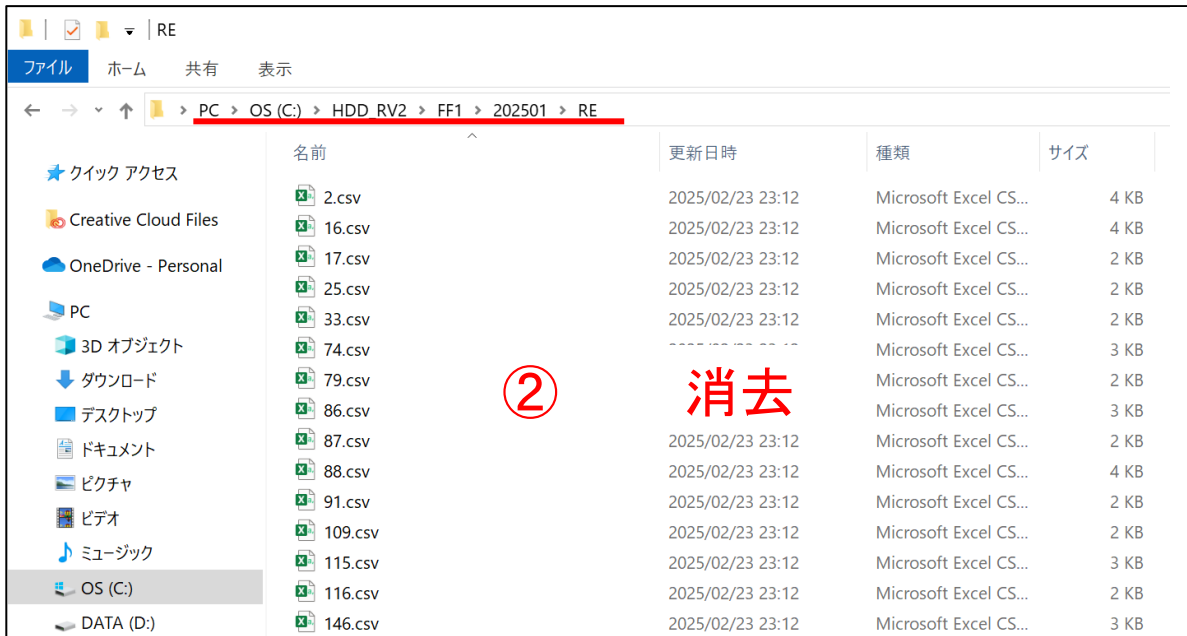 RE
ファイル ホーム 共有 表示
PC > OS (C:) > HDD_RV2 > FF1 > 202501 > RE
名前 更新日時 種類 サイズ
クイック アクセス
Creative Cloud Files
OneDrive - Personal
PC
3D オブジェクト
ダウンロード
デスクトップ
ドキュメント
ピクチャ
ビデオ
ミュージック
OS (C:)
DATA (D:)
2.csv 2025/02/23 23:12 Microsoft Excel CS... 4 KB
16.csv 2025/02/23 23:12 Microsoft Excel CS... 4 KB
17.csv 2025/02/23 23:12 Microsoft Excel CS... 2 KB
25.csv 2025/02/23 23:12 Microsoft Excel CS... 2 KB
33.csv 2025/02/23 23:12 Microsoft Excel CS... 2 KB
74.csv Microsoft Excel CS... 3 KB
79.csv Microsoft Excel CS... 2 KB
② 消去
86.csv Microsoft Excel CS... 3 KB
87.csv 2025/02/23 23:12 Microsoft Excel CS... 2 KB
88.csv 2025/02/23 23:12 Microsoft Excel CS... 4 KB
91.csv 2025/02/23 23:12 Microsoft Excel CS... 2 KB
109.csv 2025/02/23 23:12 Microsoft Excel CS... 2 KB
115.csv 2025/02/23 23:12 Microsoft Excel CS... 3 KB
116.csv 2025/02/23 23:12 Microsoft Excel CS... 2 KB
146.csv 2025/02/23 23:12 Microsoft Excel CS... 3 KB